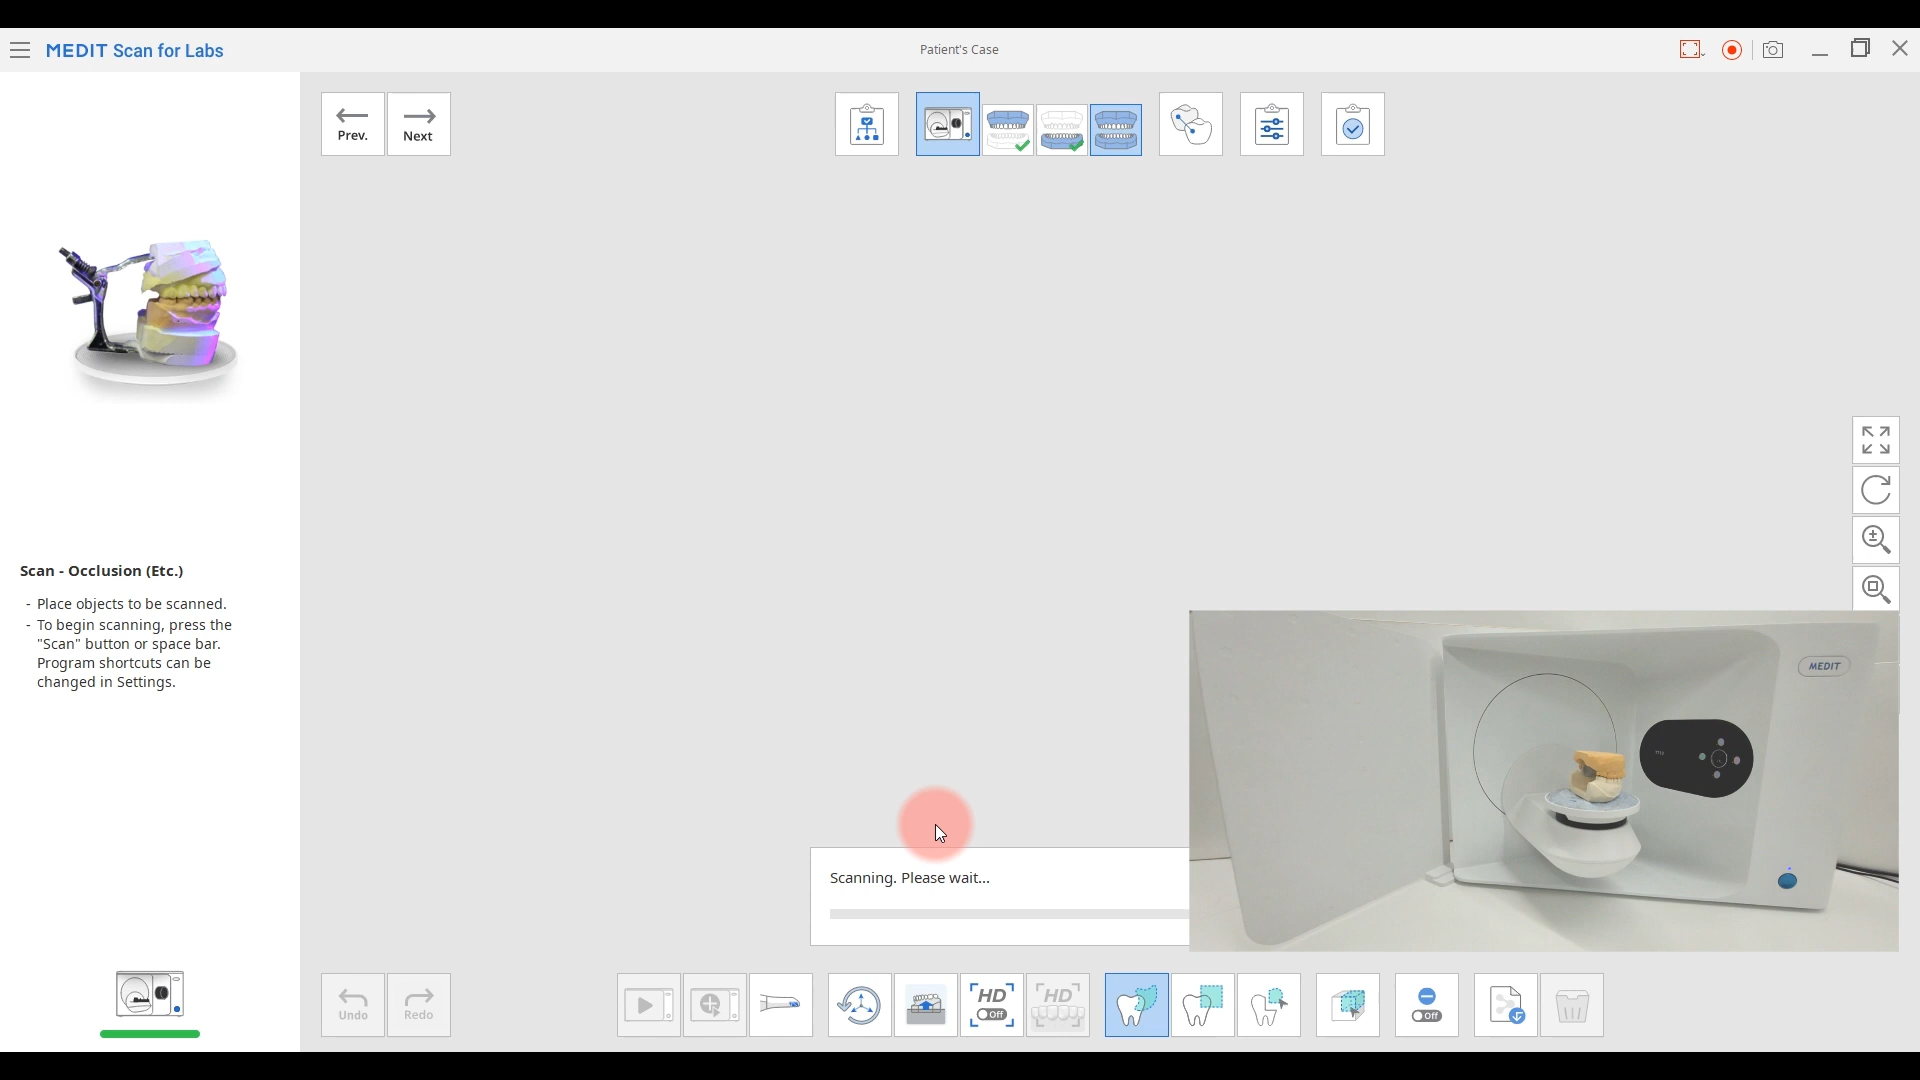 MEDIT Scan for Labs
Patient's Case
Prev.
Next
Scan - Occlusion (Etc.)
- Place objects to be scanned.
- To begin scanning, press the
"Scan" button or space bar.
Program shortcuts can be
changed in Settings.
MEDIT
Scanning. Please wait...
Undo
Redo
HD
Off
HD
Off